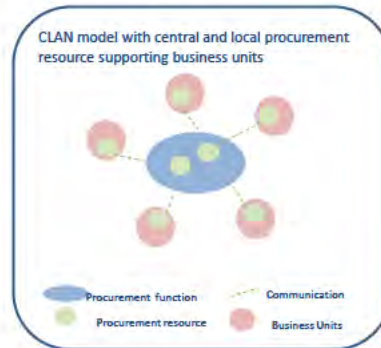 CLAN model with central and local procurement
resource supporting business units
Procurement function
Communication
Procurement resource
Business Units